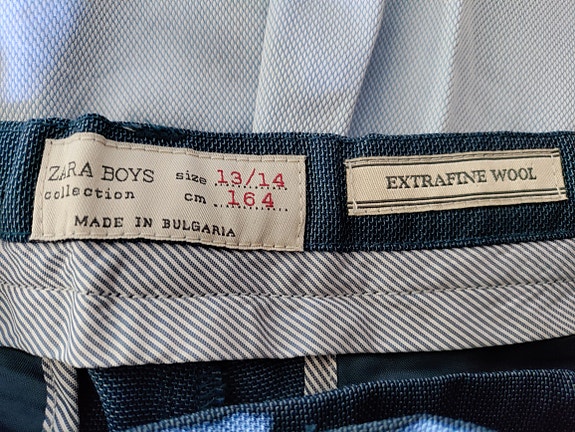 ZARA BOYS size 13/14
collection cm 164
MADE IN BULGARIA
EXTRAFINE WOOL